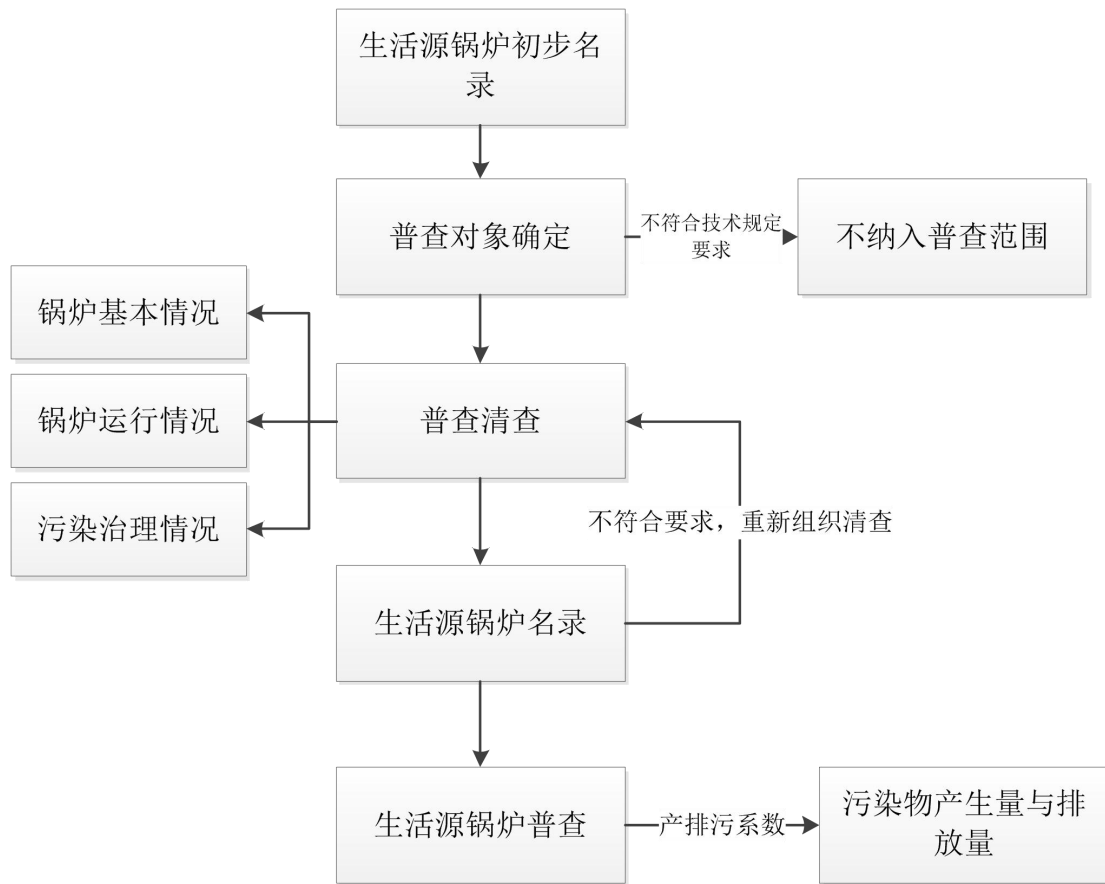 生活源锅炉初步名
录
普查对象确定
不符合技术规定
要求
不纳入普查范围
锅炉基本情况
锅炉运行情况
污染治理情况
普查清查
不符合要求，重新组织清查
生活源锅炉名录
生活源锅炉普查
产排污系数
污染物产生量与排
放量